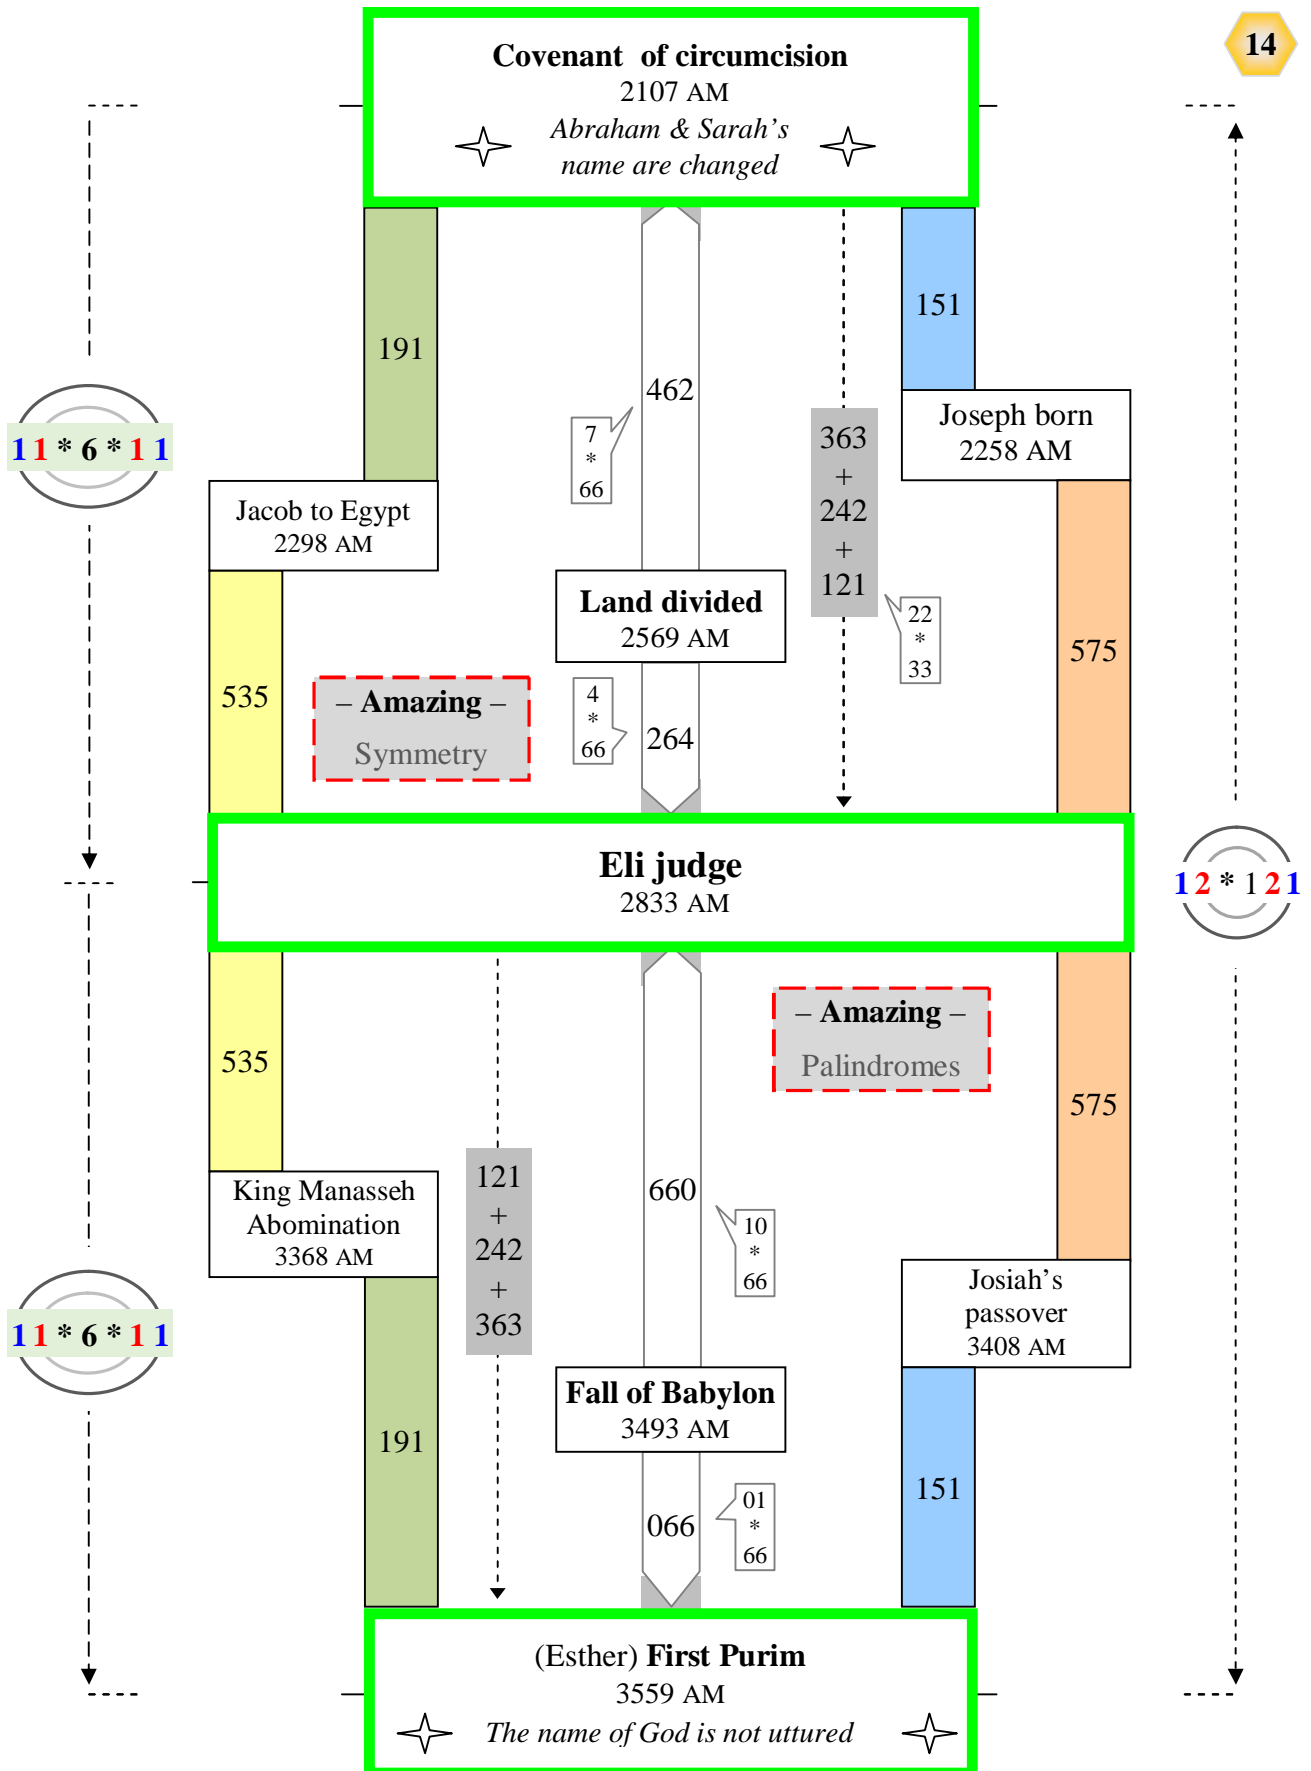 14
Covenant of circumcision
2107 AM
Abraham & Sarah's
name are changed
191
462
151
7
*
66
363
+
242
+
121
22
*
33
Joseph born
2258 AM
11 * 6 * 11
Jacob to Egypt
2298 AM
Land divided
2569 AM
575
535
– Amazing –
Symmetry
4
*
66
264
Eli judge
2833 AM
12 * 121
535
– Amazing –
Palindromes
575
121
+
242
+
363
660
10
*
66
King Manasseh
Abomination
3368 AM
Josiah's
passover
3408 AM
11 * 6 * 11
Fall of Babylon
3493 AM
191
151
066
01
*
66
(Esther) First Purim
3559 AM
The name of God is not uttured